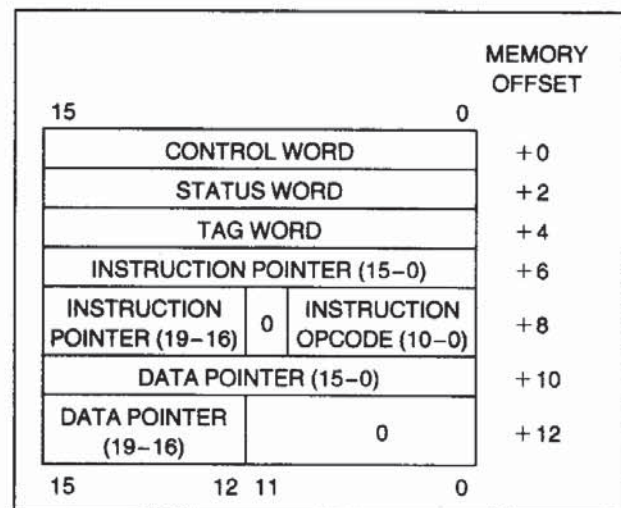 MEMORY
OFFSET
15 0
CONTROL WORD +0
STATUS WORD +2
TAG WORD +4
INSTRUCTION POINTER (15–0) +6
INSTRUCTION
POINTER (19–16) 0 INSTRUCTION
OPCODE (10–0) +8
DATA POINTER (15–0) +10
DATA POINTER
(19–16) 0 +12
15 12 11 0